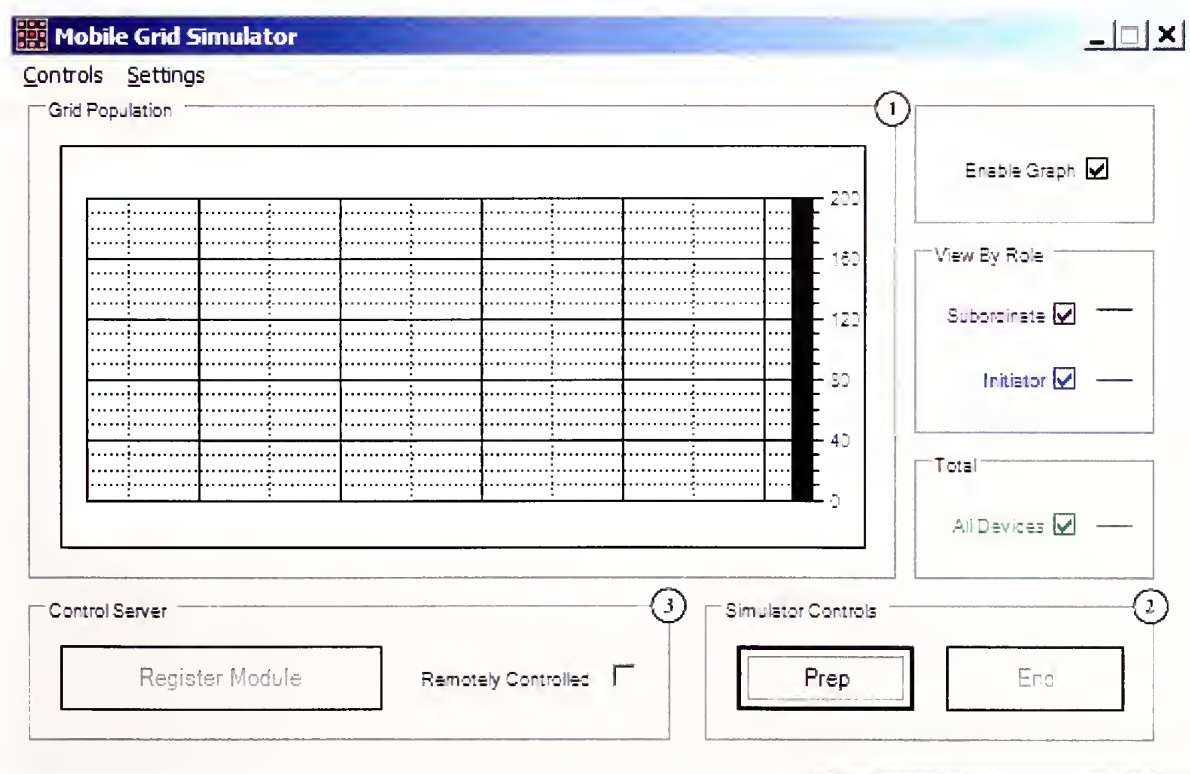 Mobile Grid Simulator
Controls Settings
Grid Population
1
Enable Graph
200
160
120
80
40
0
View By Role
Subordinate
Initiator
Total
All Devices
Control Server
3
Register Module
Remotely Controlled
Simulator Controls
2
Prep
End